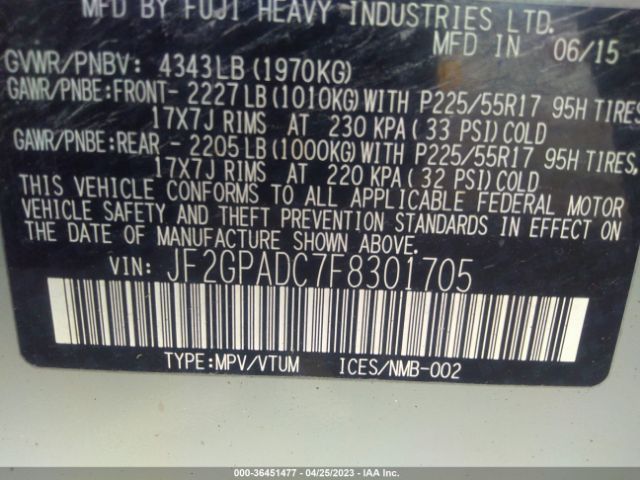 MFD BY FUJI HEAVY INDUSTRIES LTD.
MFD IN 06/15
GVWR/PNBV: 4343LB (1970KG)
GAWR/PNBE:FRONT- 2227LB (1010KG) WITH P225/55R17 95H TIRES
17X7J RIMS AT 230 KPA (33 PSI) COLD
GAWR/PNBE:REAR - 2205LB (1000KG) WITH P225/55R17 95H TIRES,
17X7J RIMS AT 220 KPA (32 PSI) COLD
THIS VEHICLE CONFORMS TO ALL APPLICABLE FEDERAL MOTOR
VEHICLE SAFETY AND THEFT PREVENTION STANDARDS IN EFFECT ON
THE DATE OF MANUFACTURE SHOWN ABOVE.
VIN: JF2GPADC7F8301705
TYPE:MPV/VTUM ICES/NMB-002
000-36451477 - 04/25/2023 - IAA Inc.